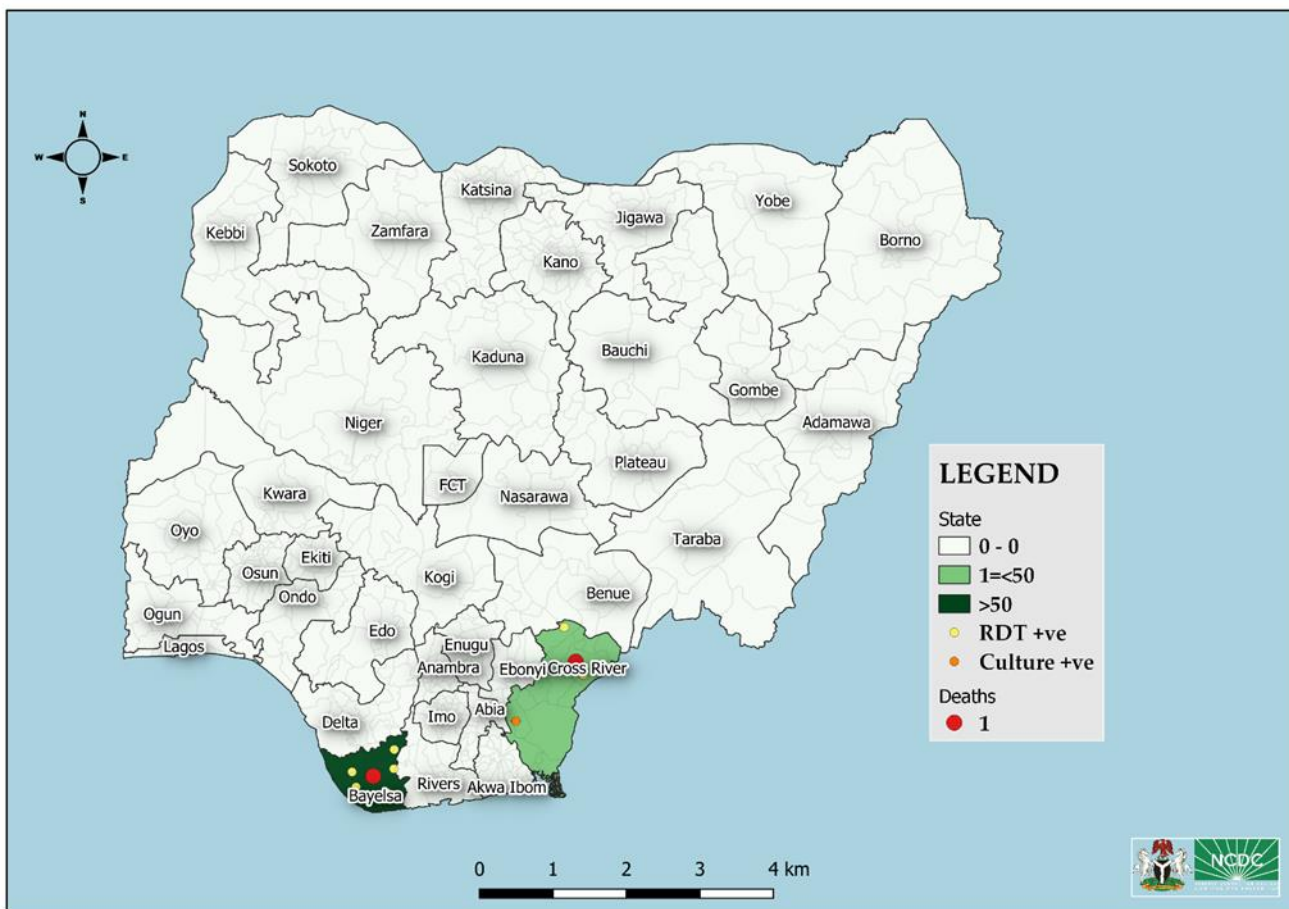 N
W
E
S
Sokoto
Katsina
Yobe
Jigawa
Kebbi
Zamfara
Borno
Kano
Kaduna
Bauchi
Gombe
Niger
Adamawa
Plateau
FCT
Nasarawa
Kwara
Oyo
Taraba
Ekiti
Osun
Kogi
Benue
Ondo
Ogun
Edo
Enugu
Lagos
Anambra
Ebonyi
Cross River
Abia
Imo
Delta
Rivers
Akwa Ibom
Bayelsa
LEGEND
State
0 - 0
1=<50
>50
RDT +ve
Culture +ve
Deaths
1
0 1 2 3 4 km
NCDC